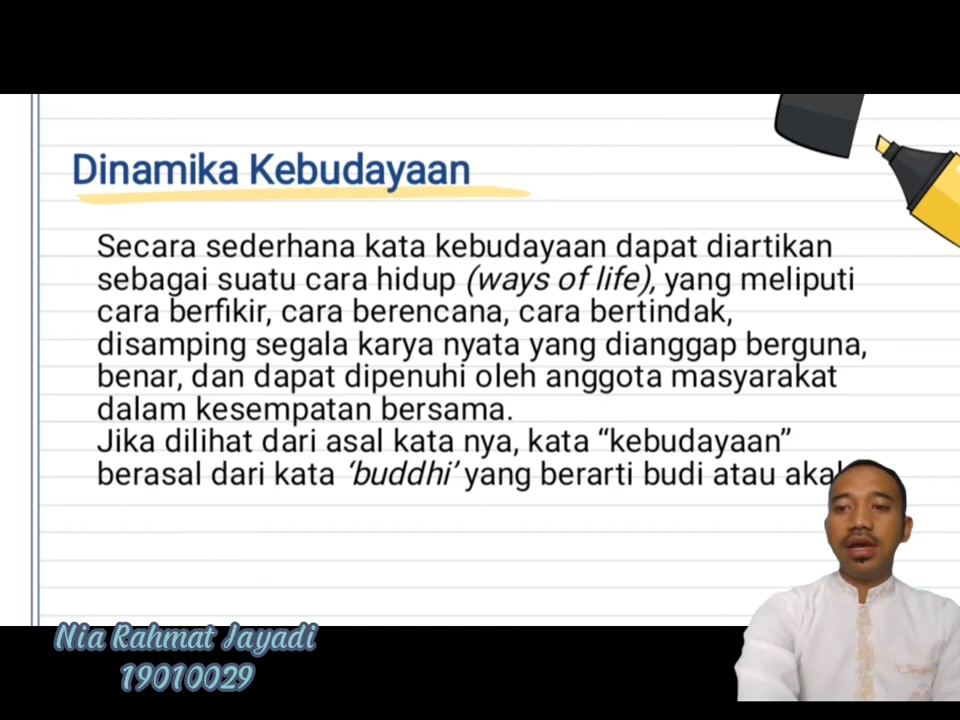 Dinamika Kebudayaan
Secara sederhana kata kebudayaan dapat diartikan
sebagai suatu cara hidup (ways of life), yang meliputi
cara berfikir, cara berencana, cara bertindak,
disamping segala karya nyata yang dianggap berguna,
benar, dan dapat dipenuhi oleh anggota masyarakat
dalam kesempatan bersama.
Jika dilihat dari asal kata nya, kata “kebudayaan”
berasal dari kata ‘buddhi’ yang berarti budi atau akal
Nia Rahmat Jayadi
19010029